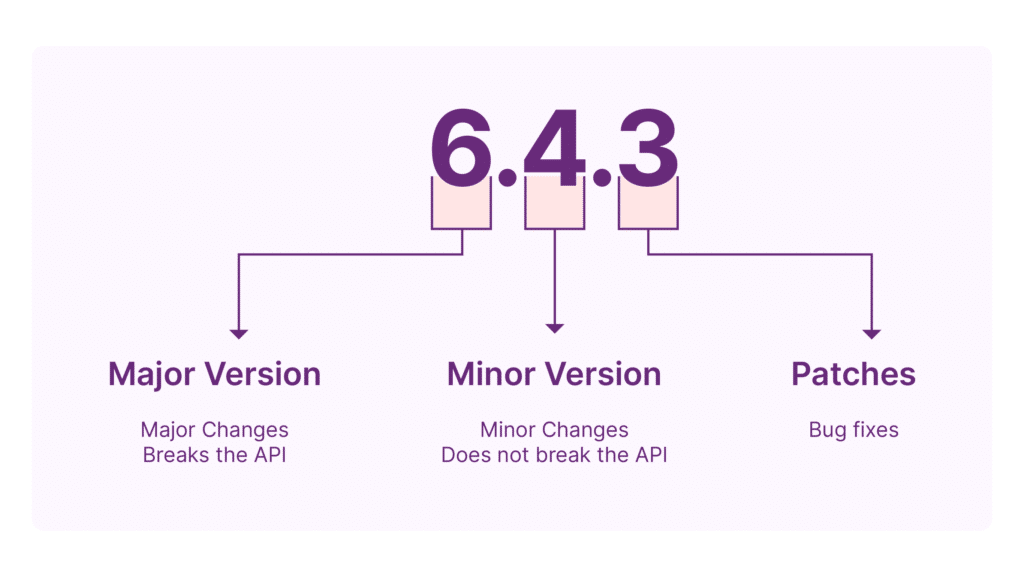 6.4.3
Major Version
Major Changes
Breaks the API
Minor Version
Minor Changes
Does not break the API
Patches
Bug fixes